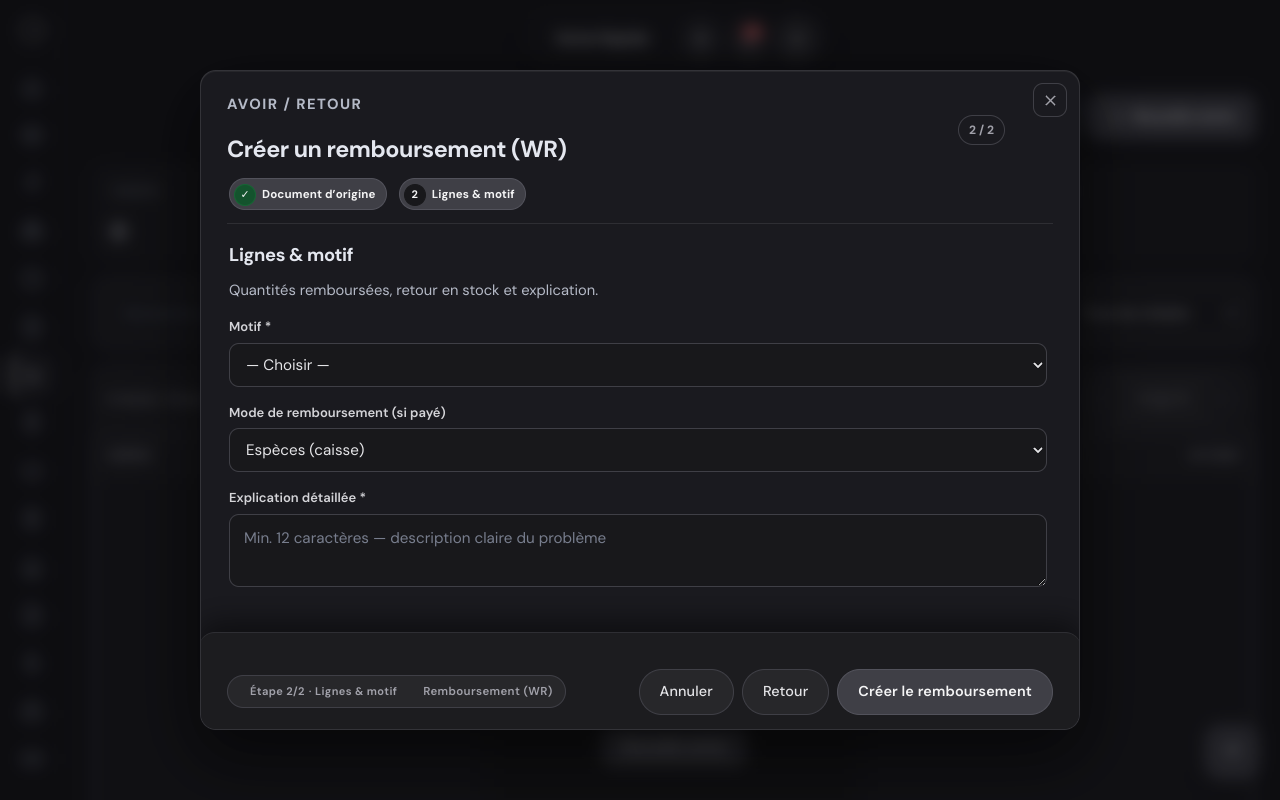 AVOIR / RETOUR
2 / 2
Créer un remboursement (WR)
✓ Document d’origine
2 Lignes & motif
Lignes & motif
Quantités remboursées, retour en stock et explication.
Motif *
— Choisir —
Mode de remboursement (si payé)
Espèces (caisse)
Explication détaillée *
Min. 12 caractères — description claire du problème
Étape 2/2 · Lignes & motif
Remboursement (WR)
Annuler
Retour
Créer le remboursement